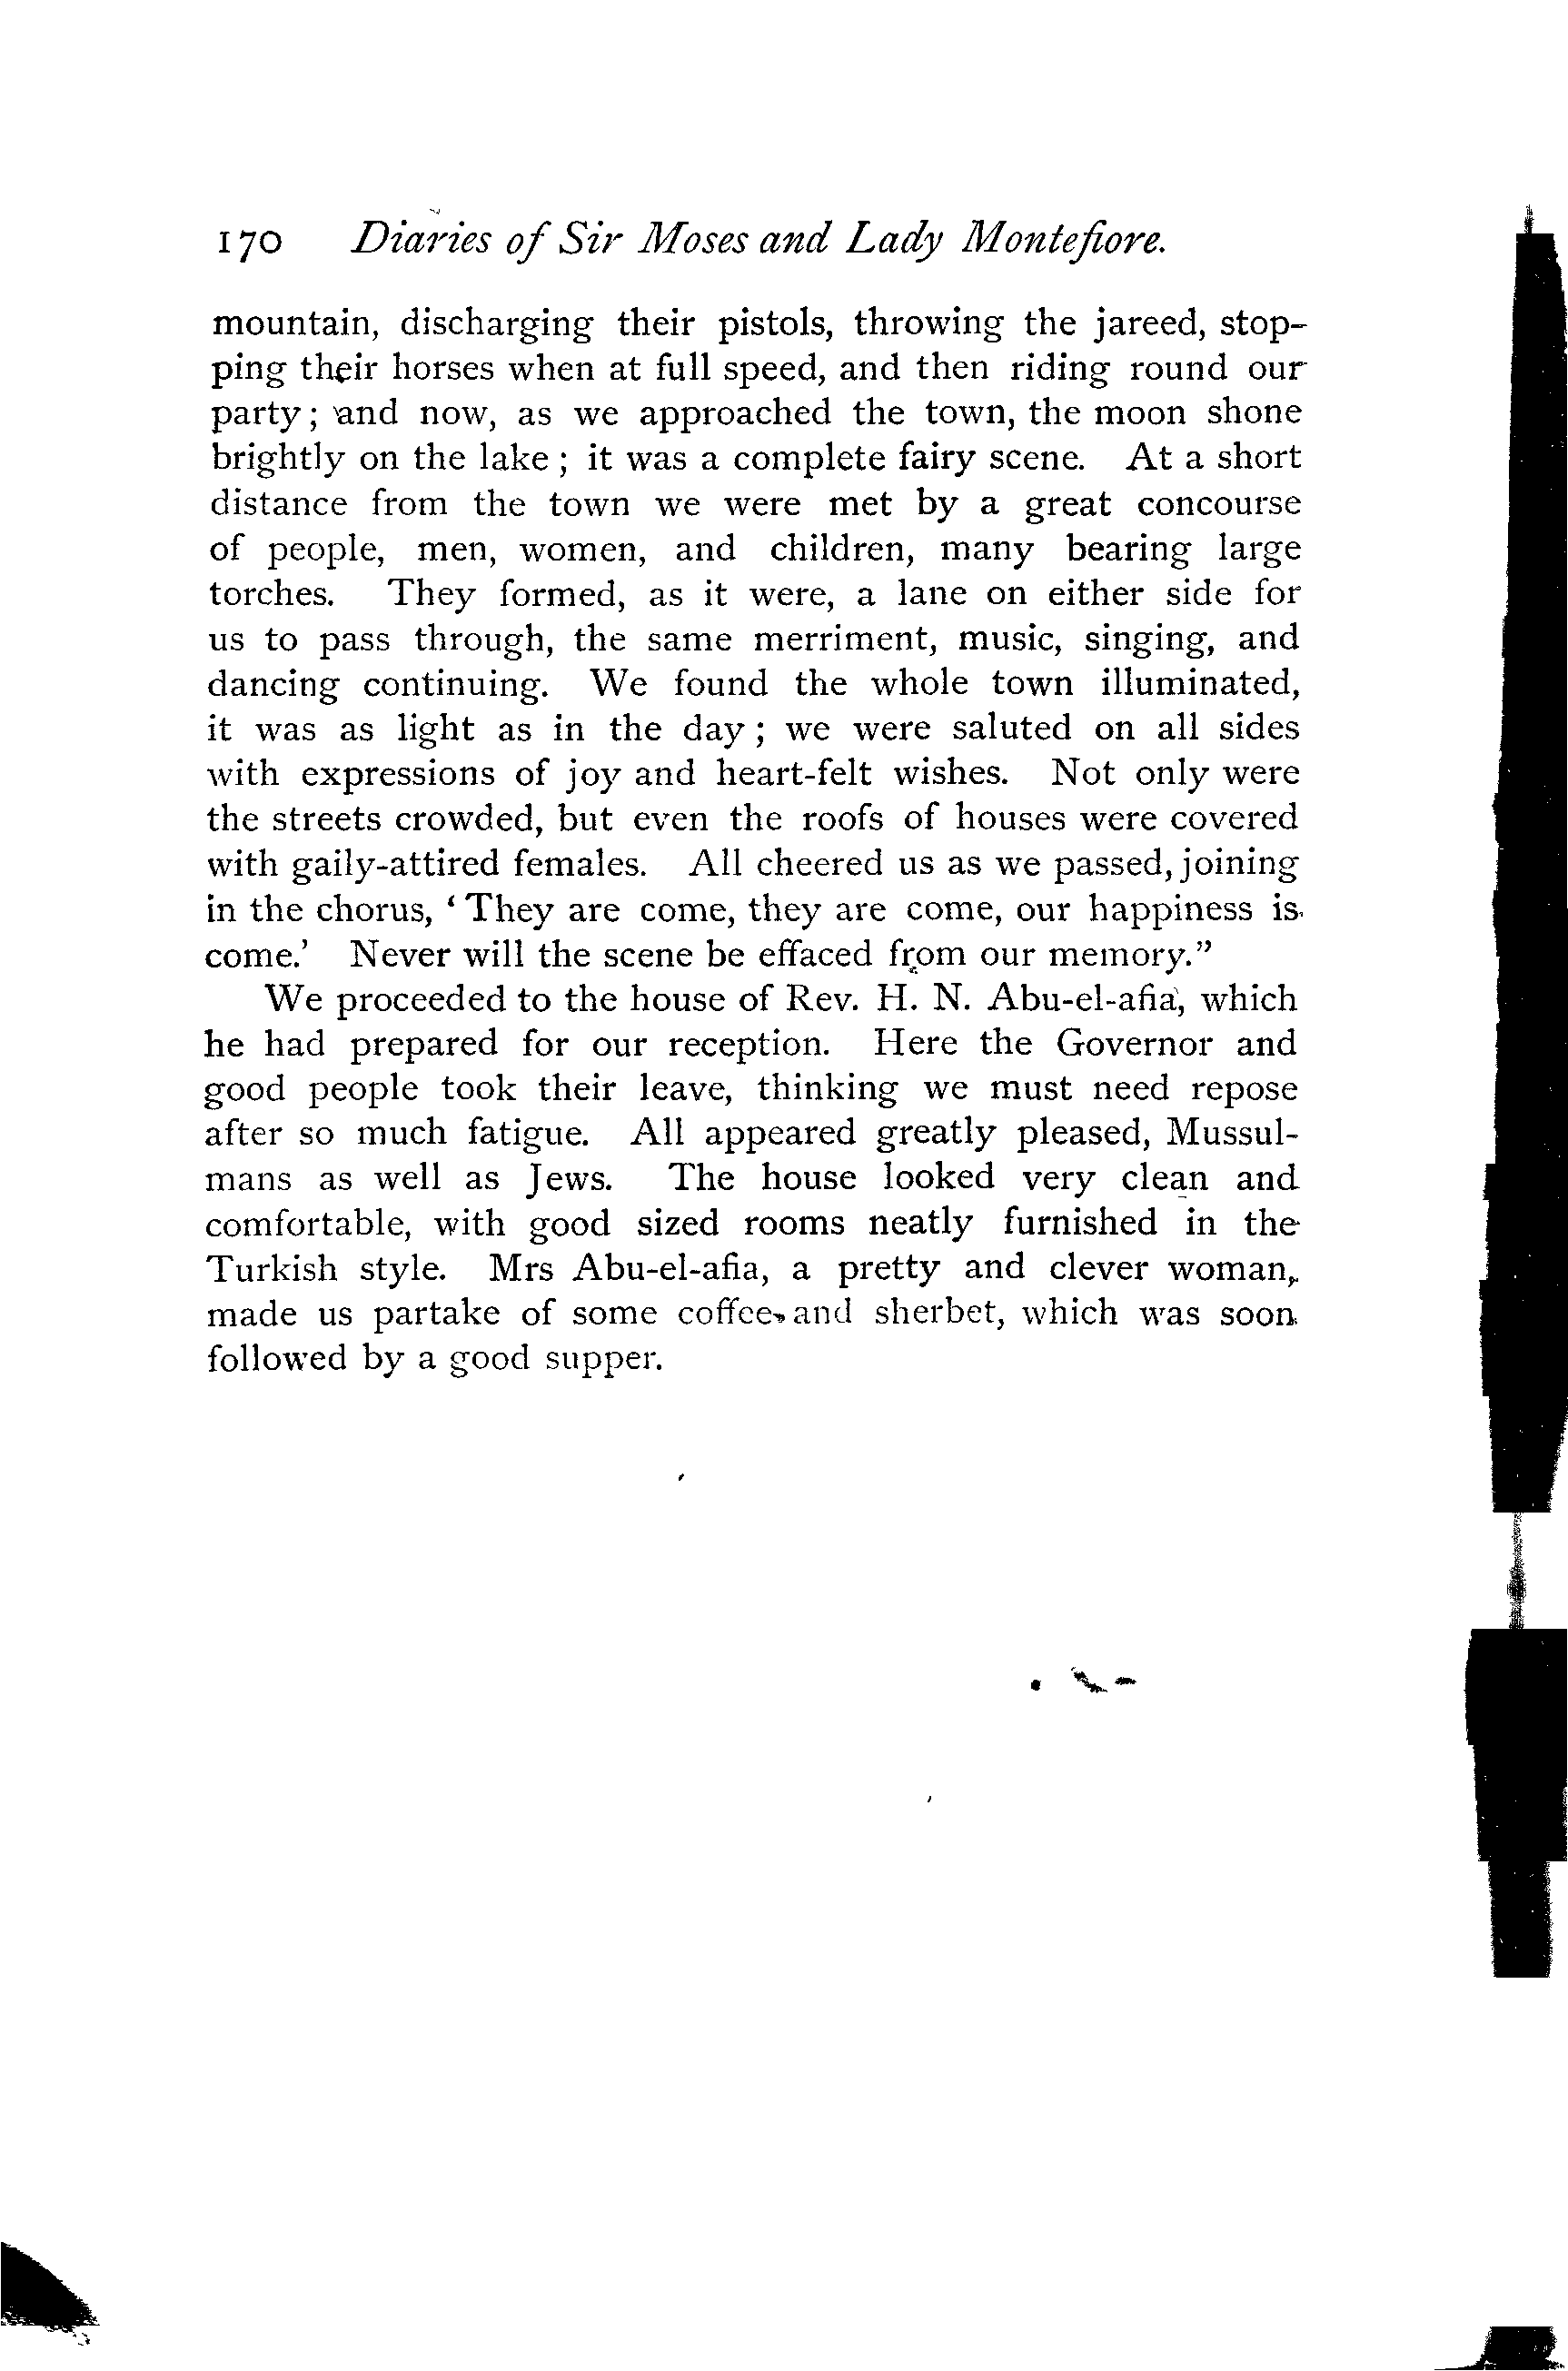 170 Diaries of Sir Moses and Lady Montefiore.
mountain, discharging their pistols, throwing the jareed, stop-
ping their horses when at full speed, and then riding round our
party; and now, as we approached the town, the moon shone
brightly on the lake; it was a complete fairy scene. At a short
distance from the town we were met by a great concourse
of people, men, women, and children, many bearing large
torches. They formed, as it were, a lane on either side for
us to pass through, the same merriment, music, singing, and
dancing continuing. We found the whole town illuminated,
it was as light as in the day; we were saluted on all sides
with expressions of joy and heart-felt wishes. Not only were
the streets crowded, but even the roofs of houses were covered
with gaily-attired females. All cheered us as we passed, joining
in the chorus, ‘They are come, they are come, our happiness is
come.’ Never will the scene be effaced from our memory.”
We proceeded to the house of Rev. H. N. Abu-el-afia, which
he had prepared for our reception. Here the Governor and
good people took their leave, thinking we must need repose
after so much fatigue. All appeared greatly pleased, Mussul-
mans as well as Jews. The house looked very clean and
comfortable, with good sized rooms neatly furnished in the
Turkish style. Mrs Abu-el-afia, a pretty and clever woman,
made us partake of some coffee and sherbet, which was soon
followed by a good supper.